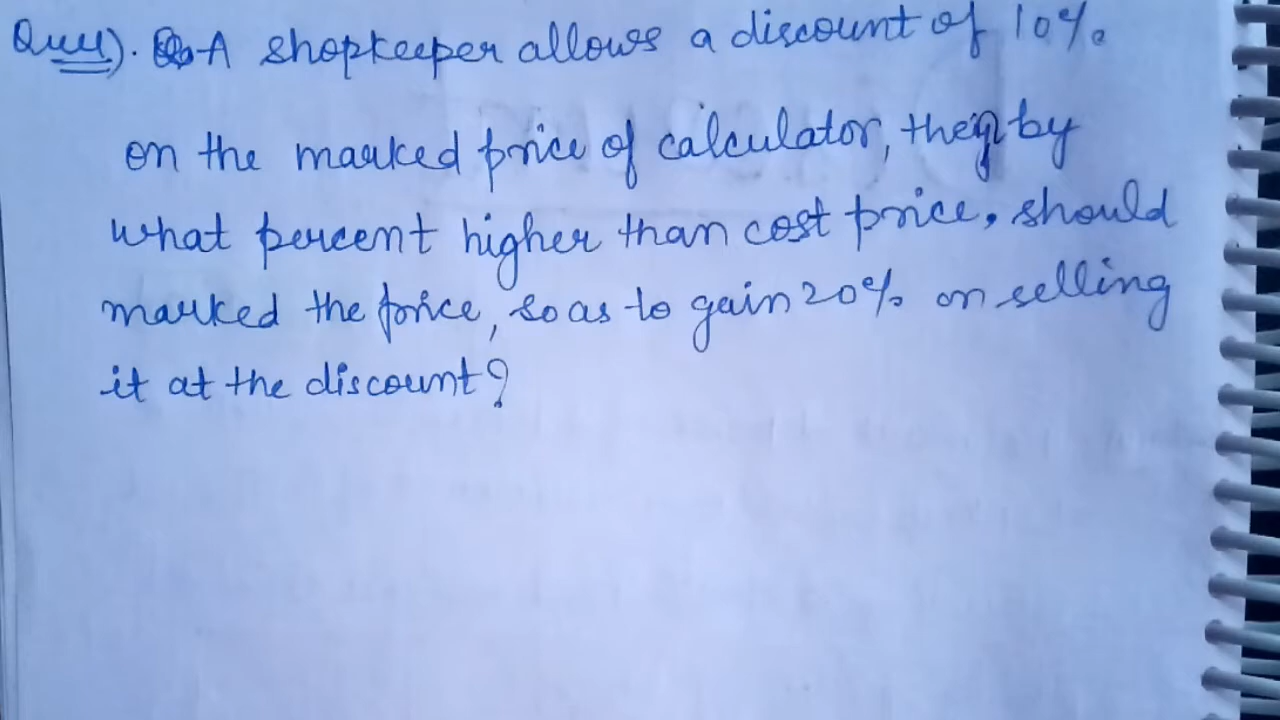 Ques). A shopkeeper allows a discount of 10%
on the marked price of calculator, then by
what percent higher than cost price, should
marked the price, so as to gain 20% on selling
it at the discount?